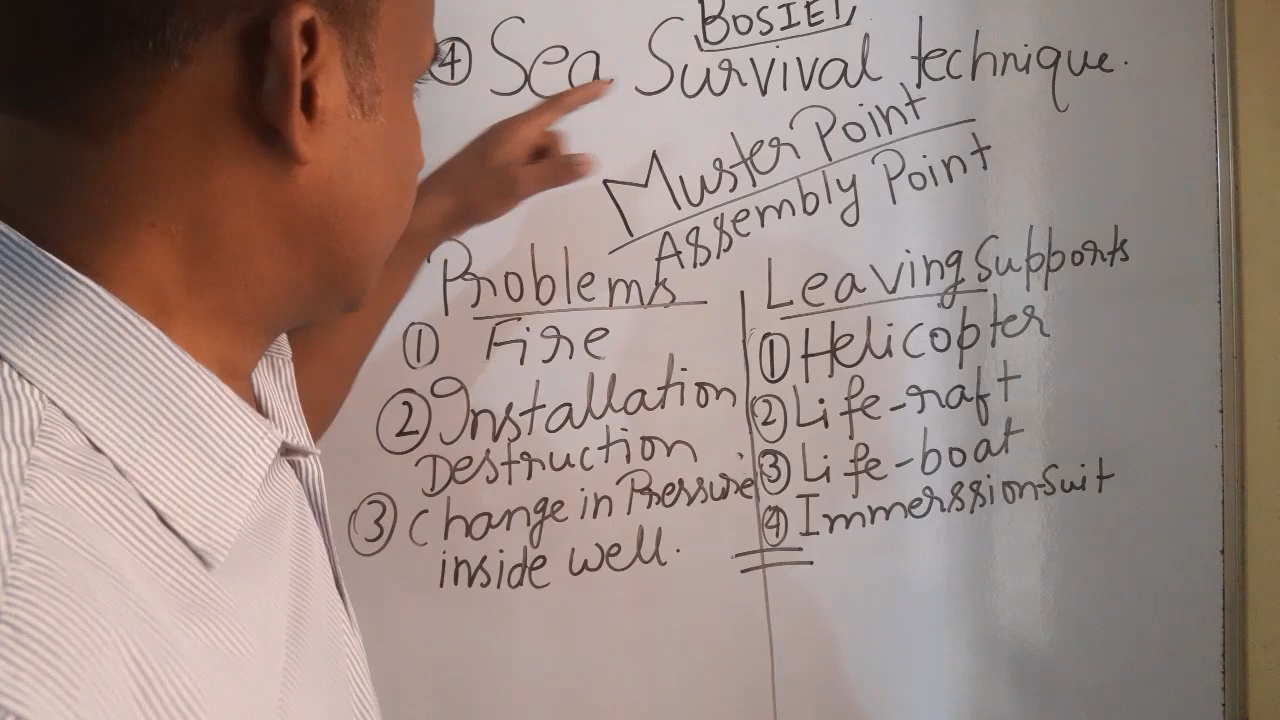 BOSIET
④ Sea Survival technique.
Muster Point
Assembly Point
Problems
① Fire
② Installation
Destruction
③ Change in Pressure
inside well.
Leaving Supports
① Helicopter
② Life-raft
③ Life-boat
④ Immerssion-Suit